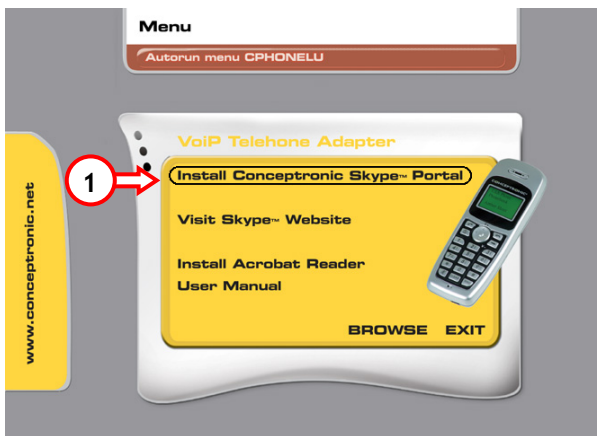 Menu
Autorun menu CPHONELU
www.conceptronic.net
VoiP Telehone Adapter
1
Install Conceptronic Skype™ Portal
Visit Skype™ Website
Install Acrobat Reader
User Manual
BROWSE EXIT